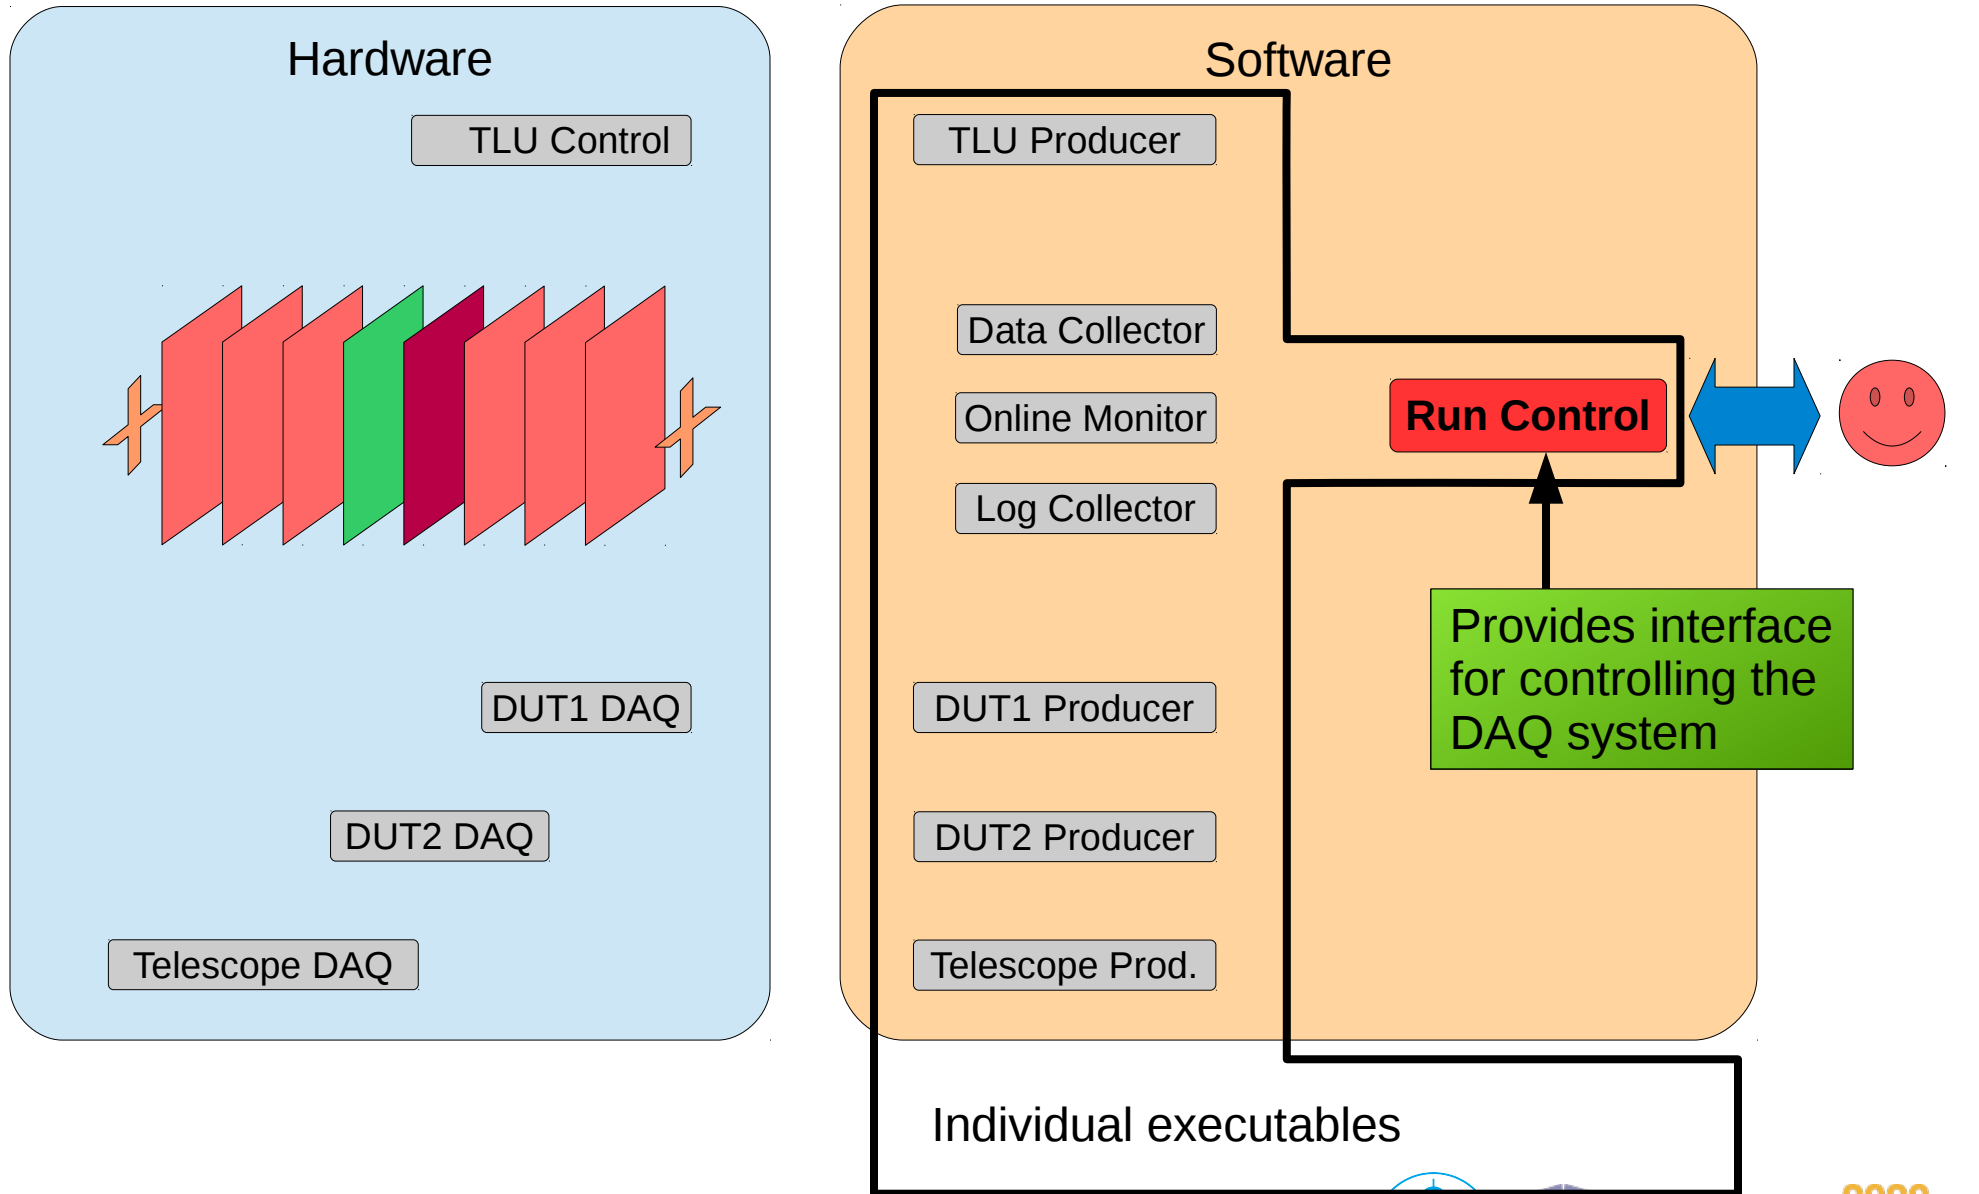 Hardware
TLU Control
DUT1 DAQ
DUT2 DAQ
Telescope DAQ
Software
TLU Producer
Data Collector
Online Monitor
Log Collector
Run Control
DUT1 Producer
DUT2 Producer
Telescope Prod.
Provides interface
for controlling the
DAQ system
Individual executables